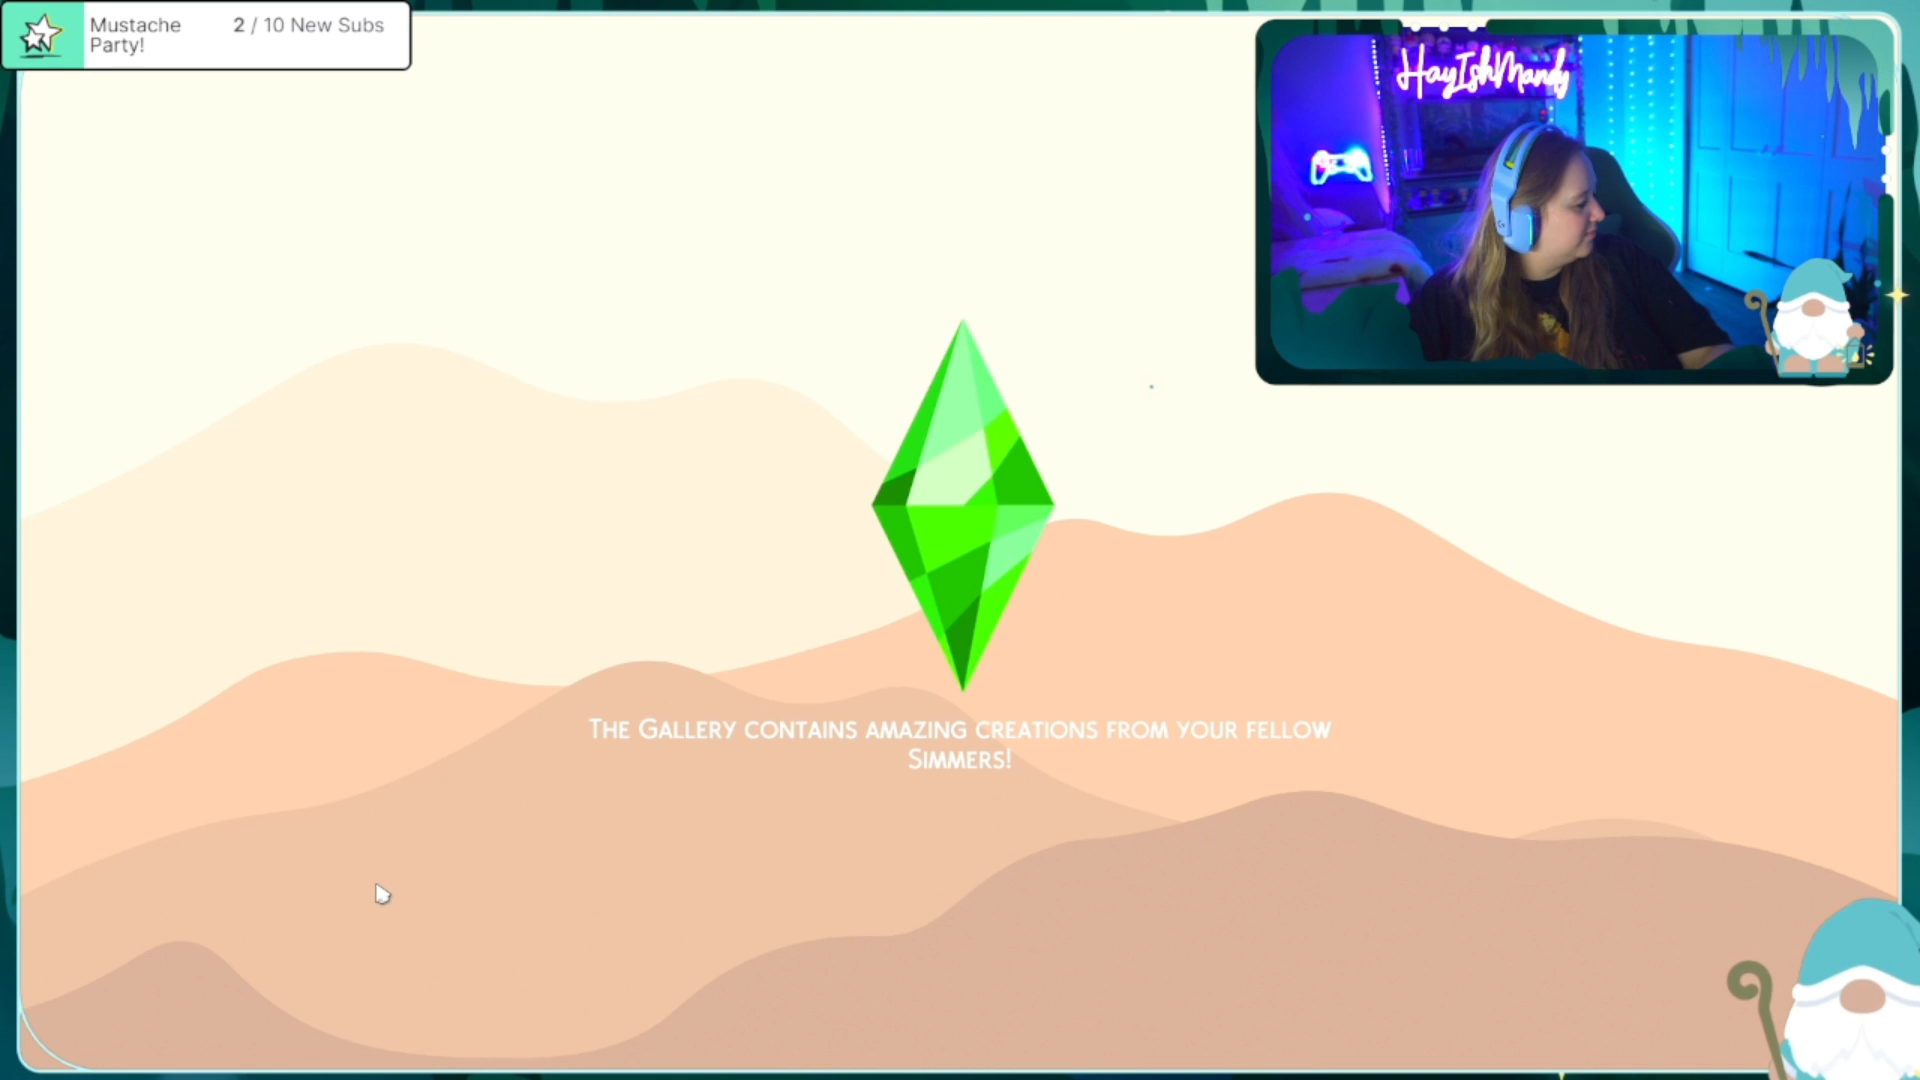 Mustache
Party!
2 / 10 New Subs
HayIshMandy
The Gallery contains amazing creations from your fellow
Simmers!